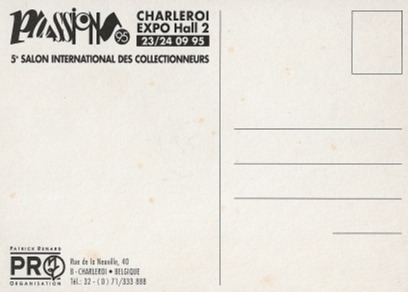 Passions 95
CHARLEROI
EXPO Hall 2
23/24 09 95
5e SALON INTERNATIONAL DES COLLECTIONNEURS
PATRICK DENARD
PRO
ORGANISATION
Rue de la Neuville, 40
B - CHARLEROI • BELGIQUE
Tél.: 32 - (0) 71/333 888